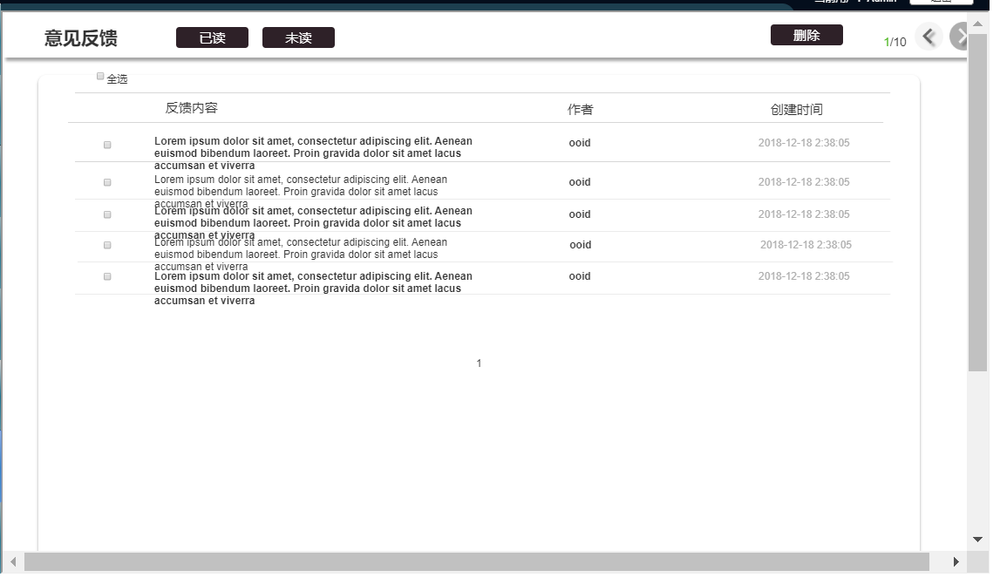 Admin
意见反馈
已读
未读
删除
1/10
全选
反馈内容
作者
创建时间
Lorem ipsum dolor sit amet, consectetur adipiscing elit. Aenean
euismod bibendum laoreet. Proin gravida dolor sit amet lacus
accumsan et viverra
ooid
2018-12-18 2:38:05
Lorem ipsum dolor sit amet, consectetur adipiscing elit. Aenean
euismod bibendum laoreet. Proin gravida dolor sit amet lacus
accumsan et viverra
ooid
2018-12-18 2:38:05
Lorem ipsum dolor sit amet, consectetur adipiscing elit. Aenean
euismod bibendum laoreet. Proin gravida dolor sit amet lacus
accumsan et viverra
ooid
2018-12-18 2:38:05
Lorem ipsum dolor sit amet, consectetur adipiscing elit. Aenean
euismod bibendum laoreet. Proin gravida dolor sit amet lacus
accumsan et viverra
ooid
2018-12-18 2:38:05
Lorem ipsum dolor sit amet, consectetur adipiscing elit. Aenean
euismod bibendum laoreet. Proin gravida dolor sit amet lacus
accumsan et viverra
ooid
2018-12-18 2:38:05
1